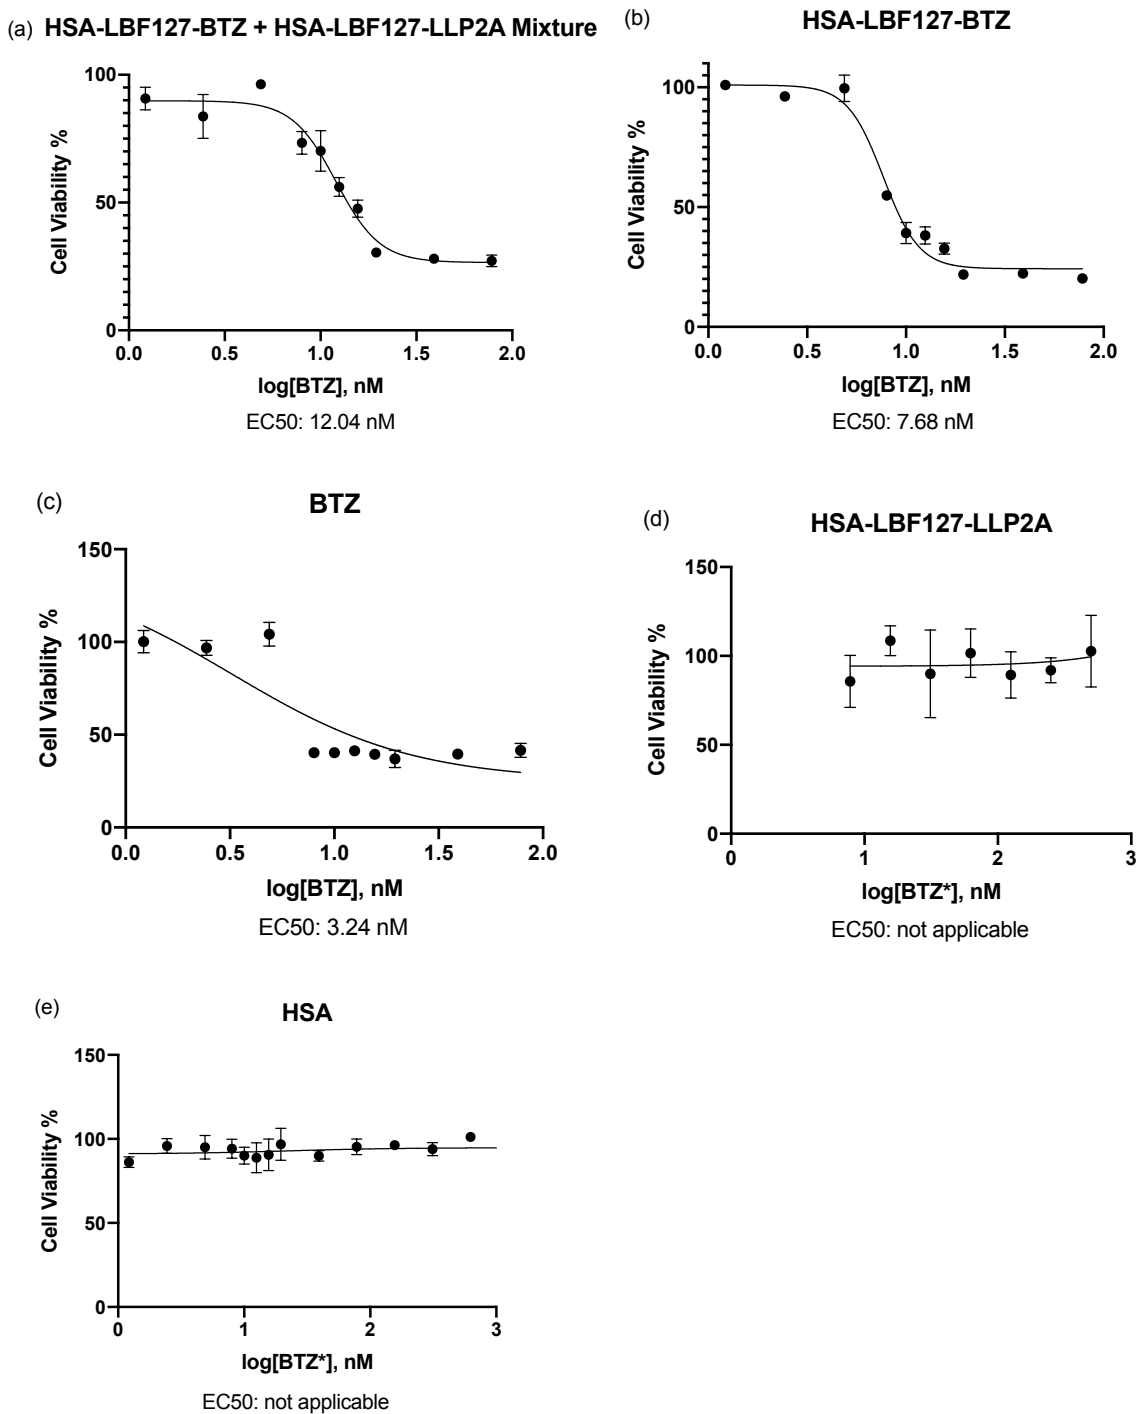 (a) HSA-LBF127-BTZ + HSA-LBF127-LLP2A Mixture
100
50
0
Cell Viability %
0.0 0.5 1.0 1.5 2.0
log[BTZ], nM
EC50: 12.04 nM
(b) HSA-LBF127-BTZ
100
50
0
Cell Viability %
0.0 0.5 1.0 1.5 2.0
log[BTZ], nM
EC50: 7.68 nM
(c) BTZ
150
100
50
0
Cell Viability %
0.0 0.5 1.0 1.5 2.0
log[BTZ], nM
EC50: 3.24 nM
(d) HSA-LBF127-LLP2A
150
100
50
0
Cell Viability %
0 1 2 3
log[BTZ*], nM
EC50: not applicable
(e) HSA
150
100
50
0
Cell Viability %
0 1 2 3
log[BTZ*], nM
EC50: not applicable